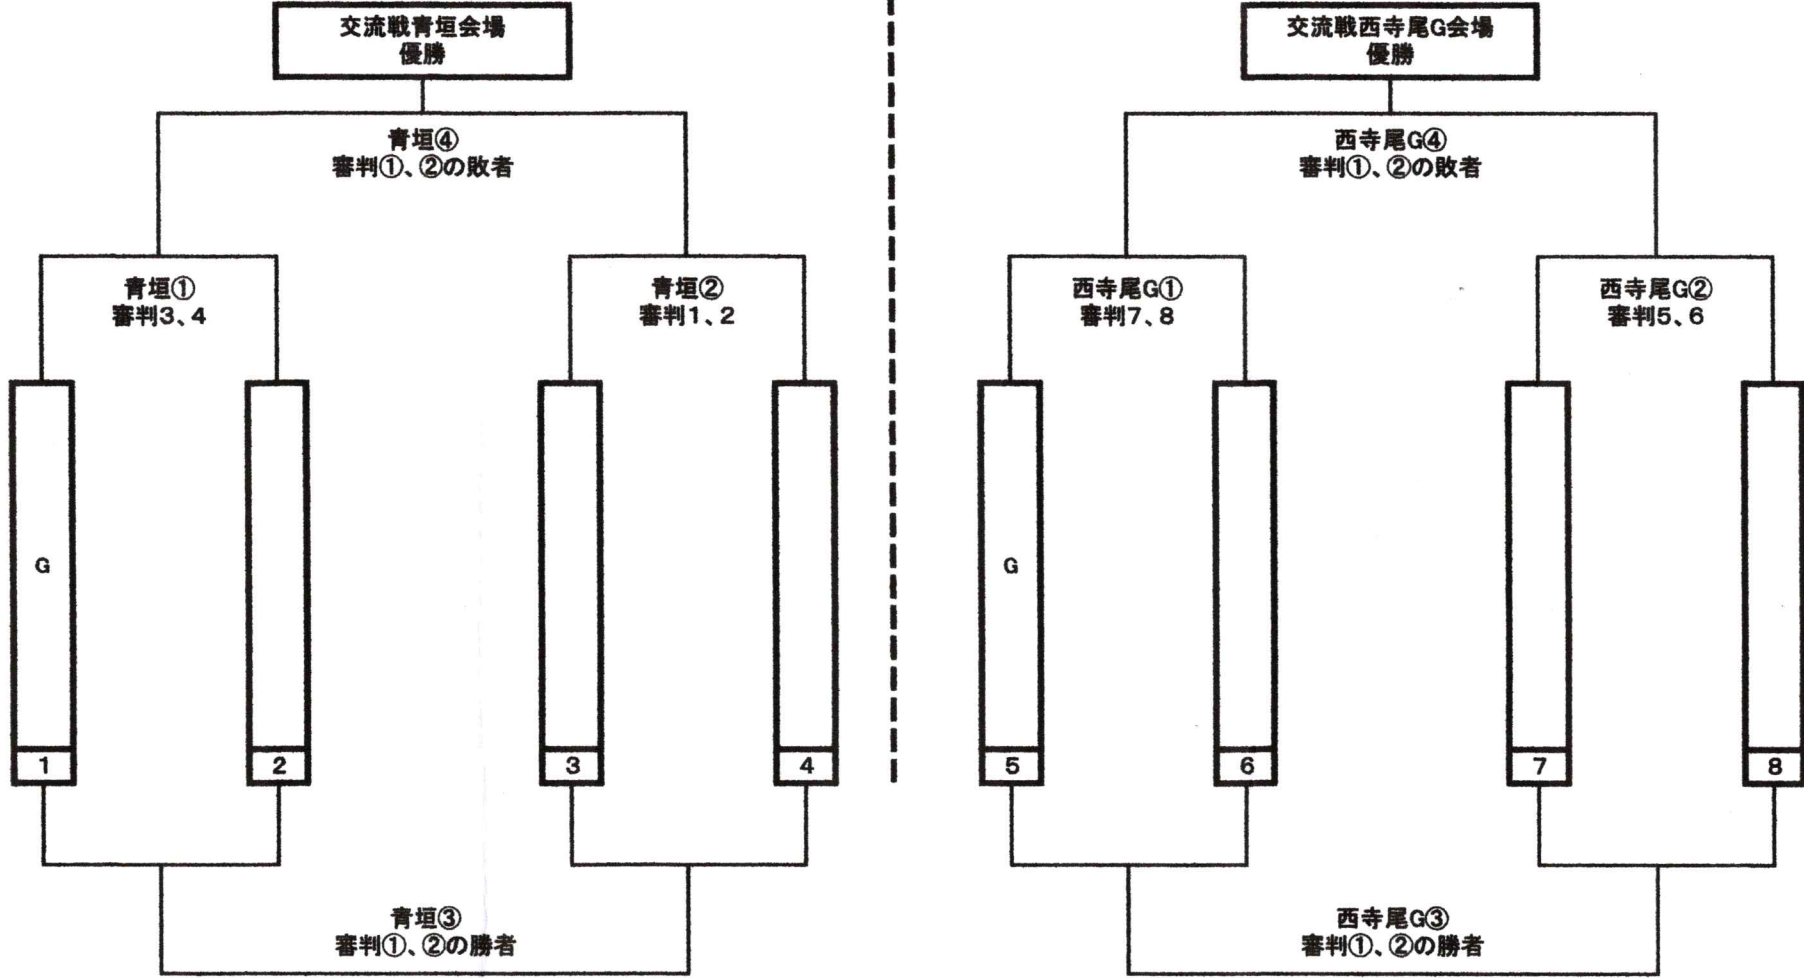 交流戦青垣会場
優勝
青垣④
審判①、②の敗者
青垣①
審判3、4
青垣②
審判1、2
G
1
2
3
4
青垣③
審判①、②の勝者
交流戦西寺尾G会場
優勝
西寺尾G④
審判①、②の敗者
西寺尾G①
審判7、8
西寺尾G②
審判5、6
G
5
6
7
8
西寺尾G③
審判①、②の勝者